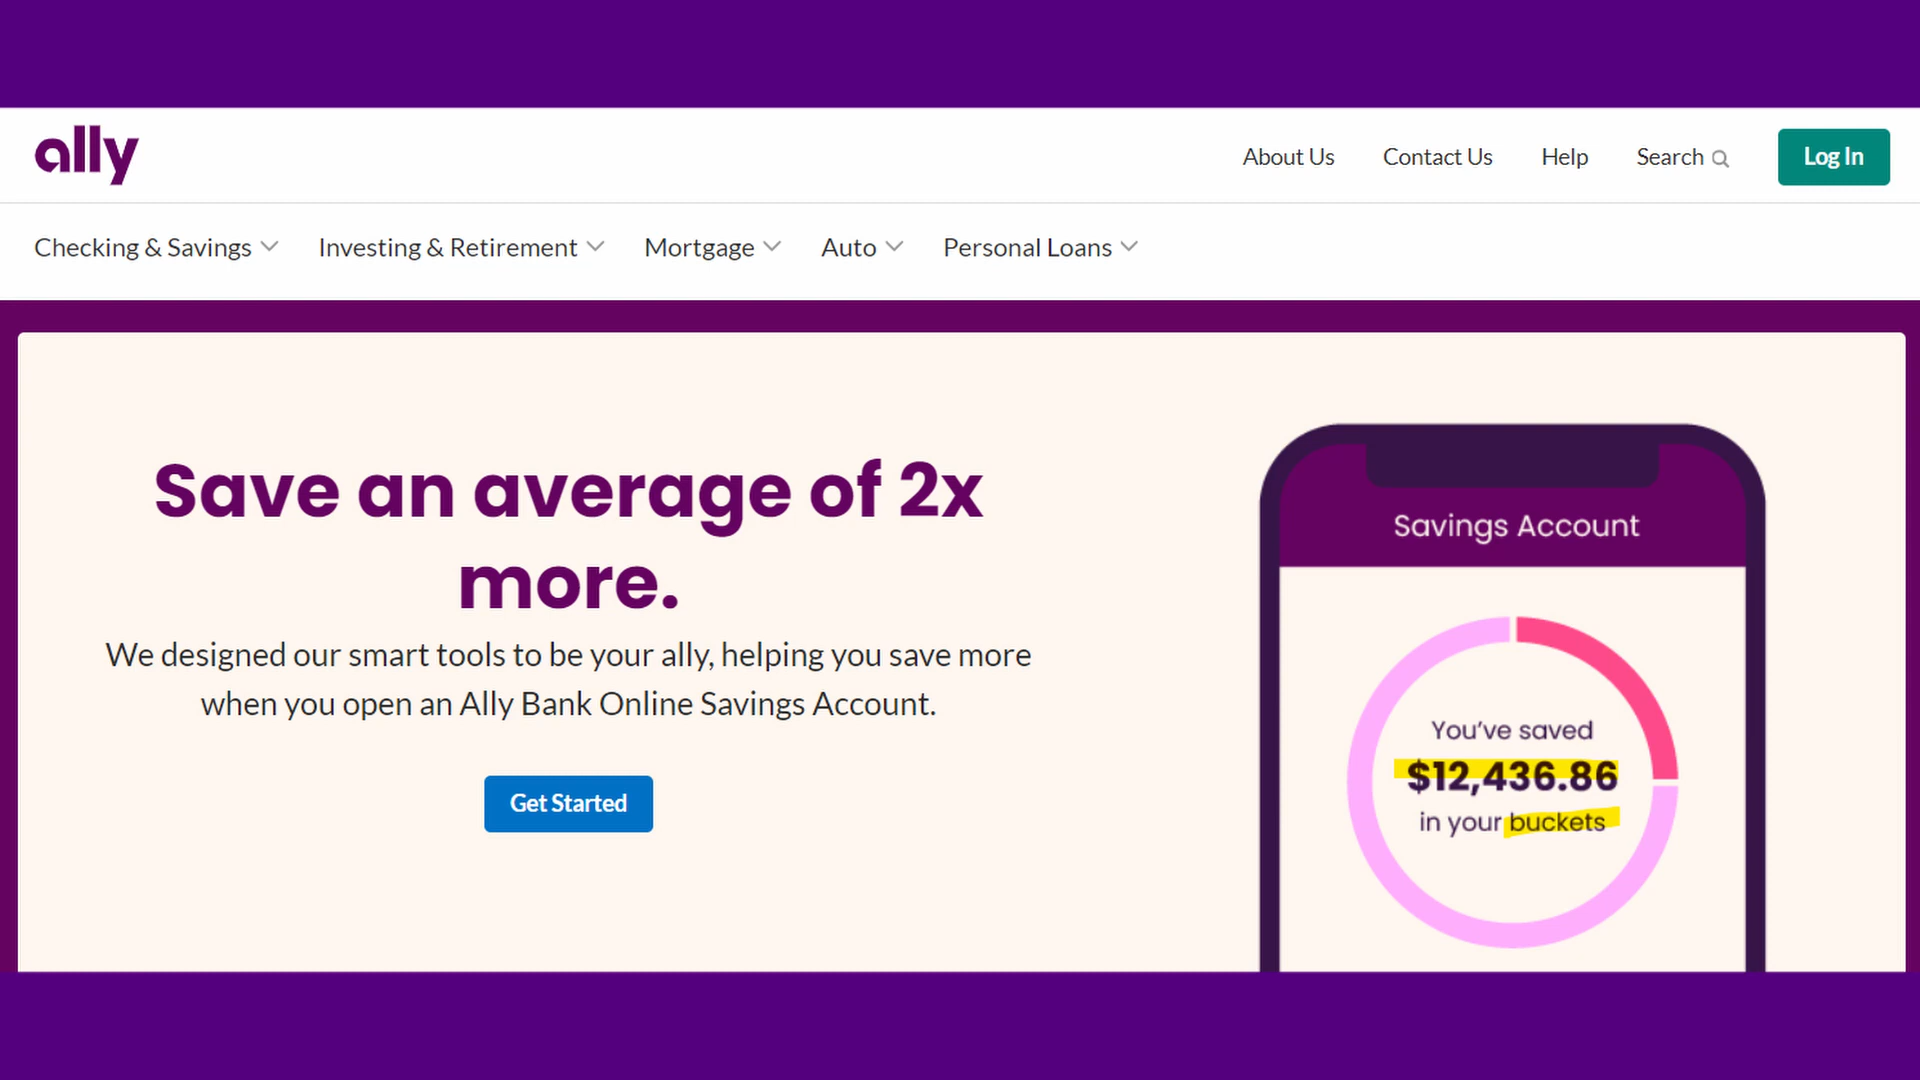 ally
About Us
Contact Us
Help
Search
Log In
Checking & Savings
Investing & Retirement
Mortgage
Auto
Personal Loans
Save an average of 2x
more.
We designed our smart tools to be your ally, helping you save more
when you open an Ally Bank Online Savings Account.
Get Started
Savings Account
You've saved
$12,436.86
in your buckets